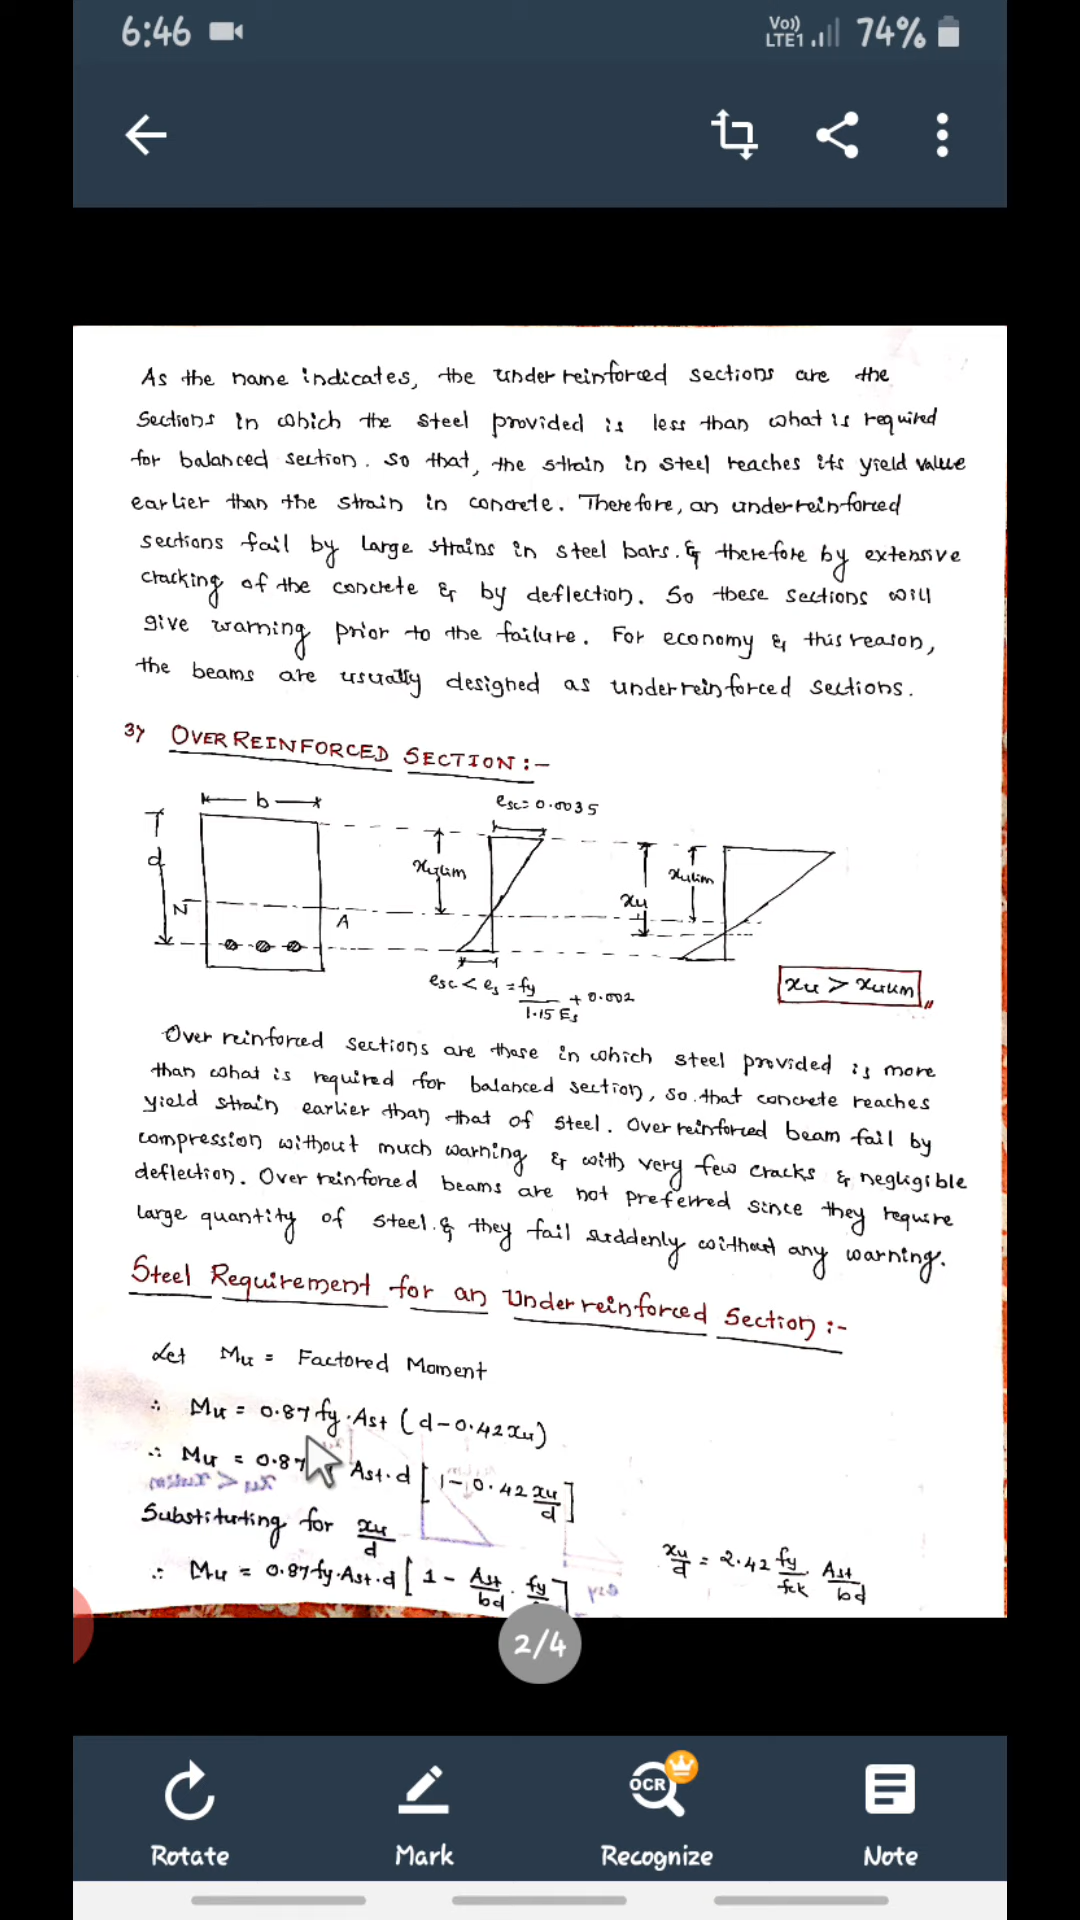 6:46 Vo)) LTE1 74%
As the name indicates, the under reinforced sections are the
Sections in which the steel provided is less than what is required
for balanced section. so that, the strain in steel reaches its yield value
earlier than the strain in concrete. Therefore, an underreinforced
sections fail by large strains in steel bars. & therefore by extensive
cracking of the concrete & by deflection. So these sections will
give warning prior to the failure. For economy & this reason,
the beams are usually designed as underreinforced sections.
3) OVER REINFORCED SECTION :-
b
esc = 0.0035
d
xulim
xulim
xu
N
A
esc < es = fy/1.15 Es + 0.002
xu > xulim
Over reinforced sections are those in which steel provided is more
than what is required for balanced section, so that concrete reaches
yield strain earlier than that of steel. Over reinforced beam fail by
compression without much warning & with very few cracks & negligible
deflection. Over reinforced beams are not preferred since they require
large quantity of steel. & they fail suddenly without any warning.
Steel Requirement for an Under reinforced Section :-
Let Mu = Factored Moment
∴ Mu = 0.87 fy. Ast (d - 0.42 xu)
∴ Mu = 0.87 Ast. d [1 - 0.42 xu/d]
Substituting for xu/d
xu/d = 2.42 fy/fck . Ast/bd
∴ Mu = 0.87 fy. Ast. d [1 - Ast/bd . fy
2/4
Rotate Mark OCR Recognize Note